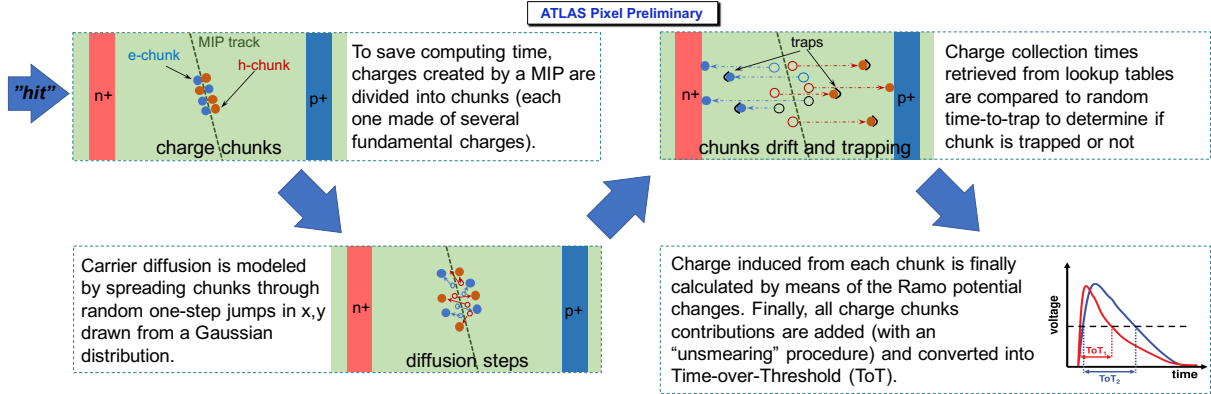 ATLAS Pixel Preliminary
"hit"
e-chunk
MIP track
h-chunk
n+
p+
charge chunks
To save computing time,
charges created by a MIP are
divided into chunks (each
one made of several
fundamental charges).
traps
n+
p+
chunks drift and trapping
Charge collection times
retrieved from lookup tables
are compared to random
time-to-trap to determine if
chunk is trapped or not
Carrier diffusion is modeled
by spreading chunks through
random one-step jumps in x,y
drawn from a Gaussian
distribution.
n+
p+
diffusion steps
Charge induced from each chunk is finally
calculated by means of the Ramo potential
changes. Finally, all charge chunks
contributions are added (with an
“unsmearing” procedure) and converted into
Time-over-Threshold (ToT).
voltage
ToT₁
ToT₂
time